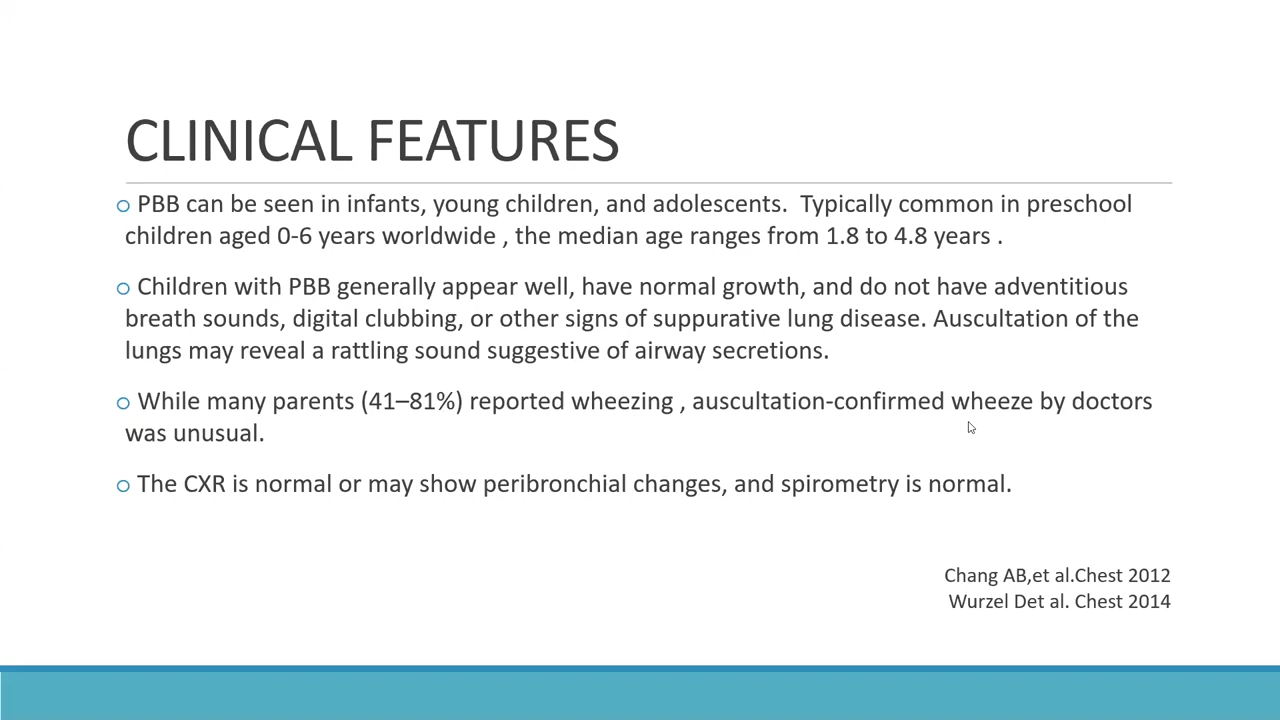 CLINICAL FEATURES
o PBB can be seen in infants, young children, and adolescents.  Typically common in preschool
children aged 0-6 years worldwide , the median age ranges from 1.8 to 4.8 years .
o Children with PBB generally appear well, have normal growth, and do not have adventitious
breath sounds, digital clubbing, or other signs of suppurative lung disease. Auscultation of the
lungs may reveal a rattling sound suggestive of airway secretions.
o While many parents (41–81%) reported wheezing , auscultation-confirmed wheeze by doctors
was unusual.
o The CXR is normal or may show peribronchial changes, and spirometry is normal.
Chang AB,et al.Chest 2012
Wurzel Det al. Chest 2014